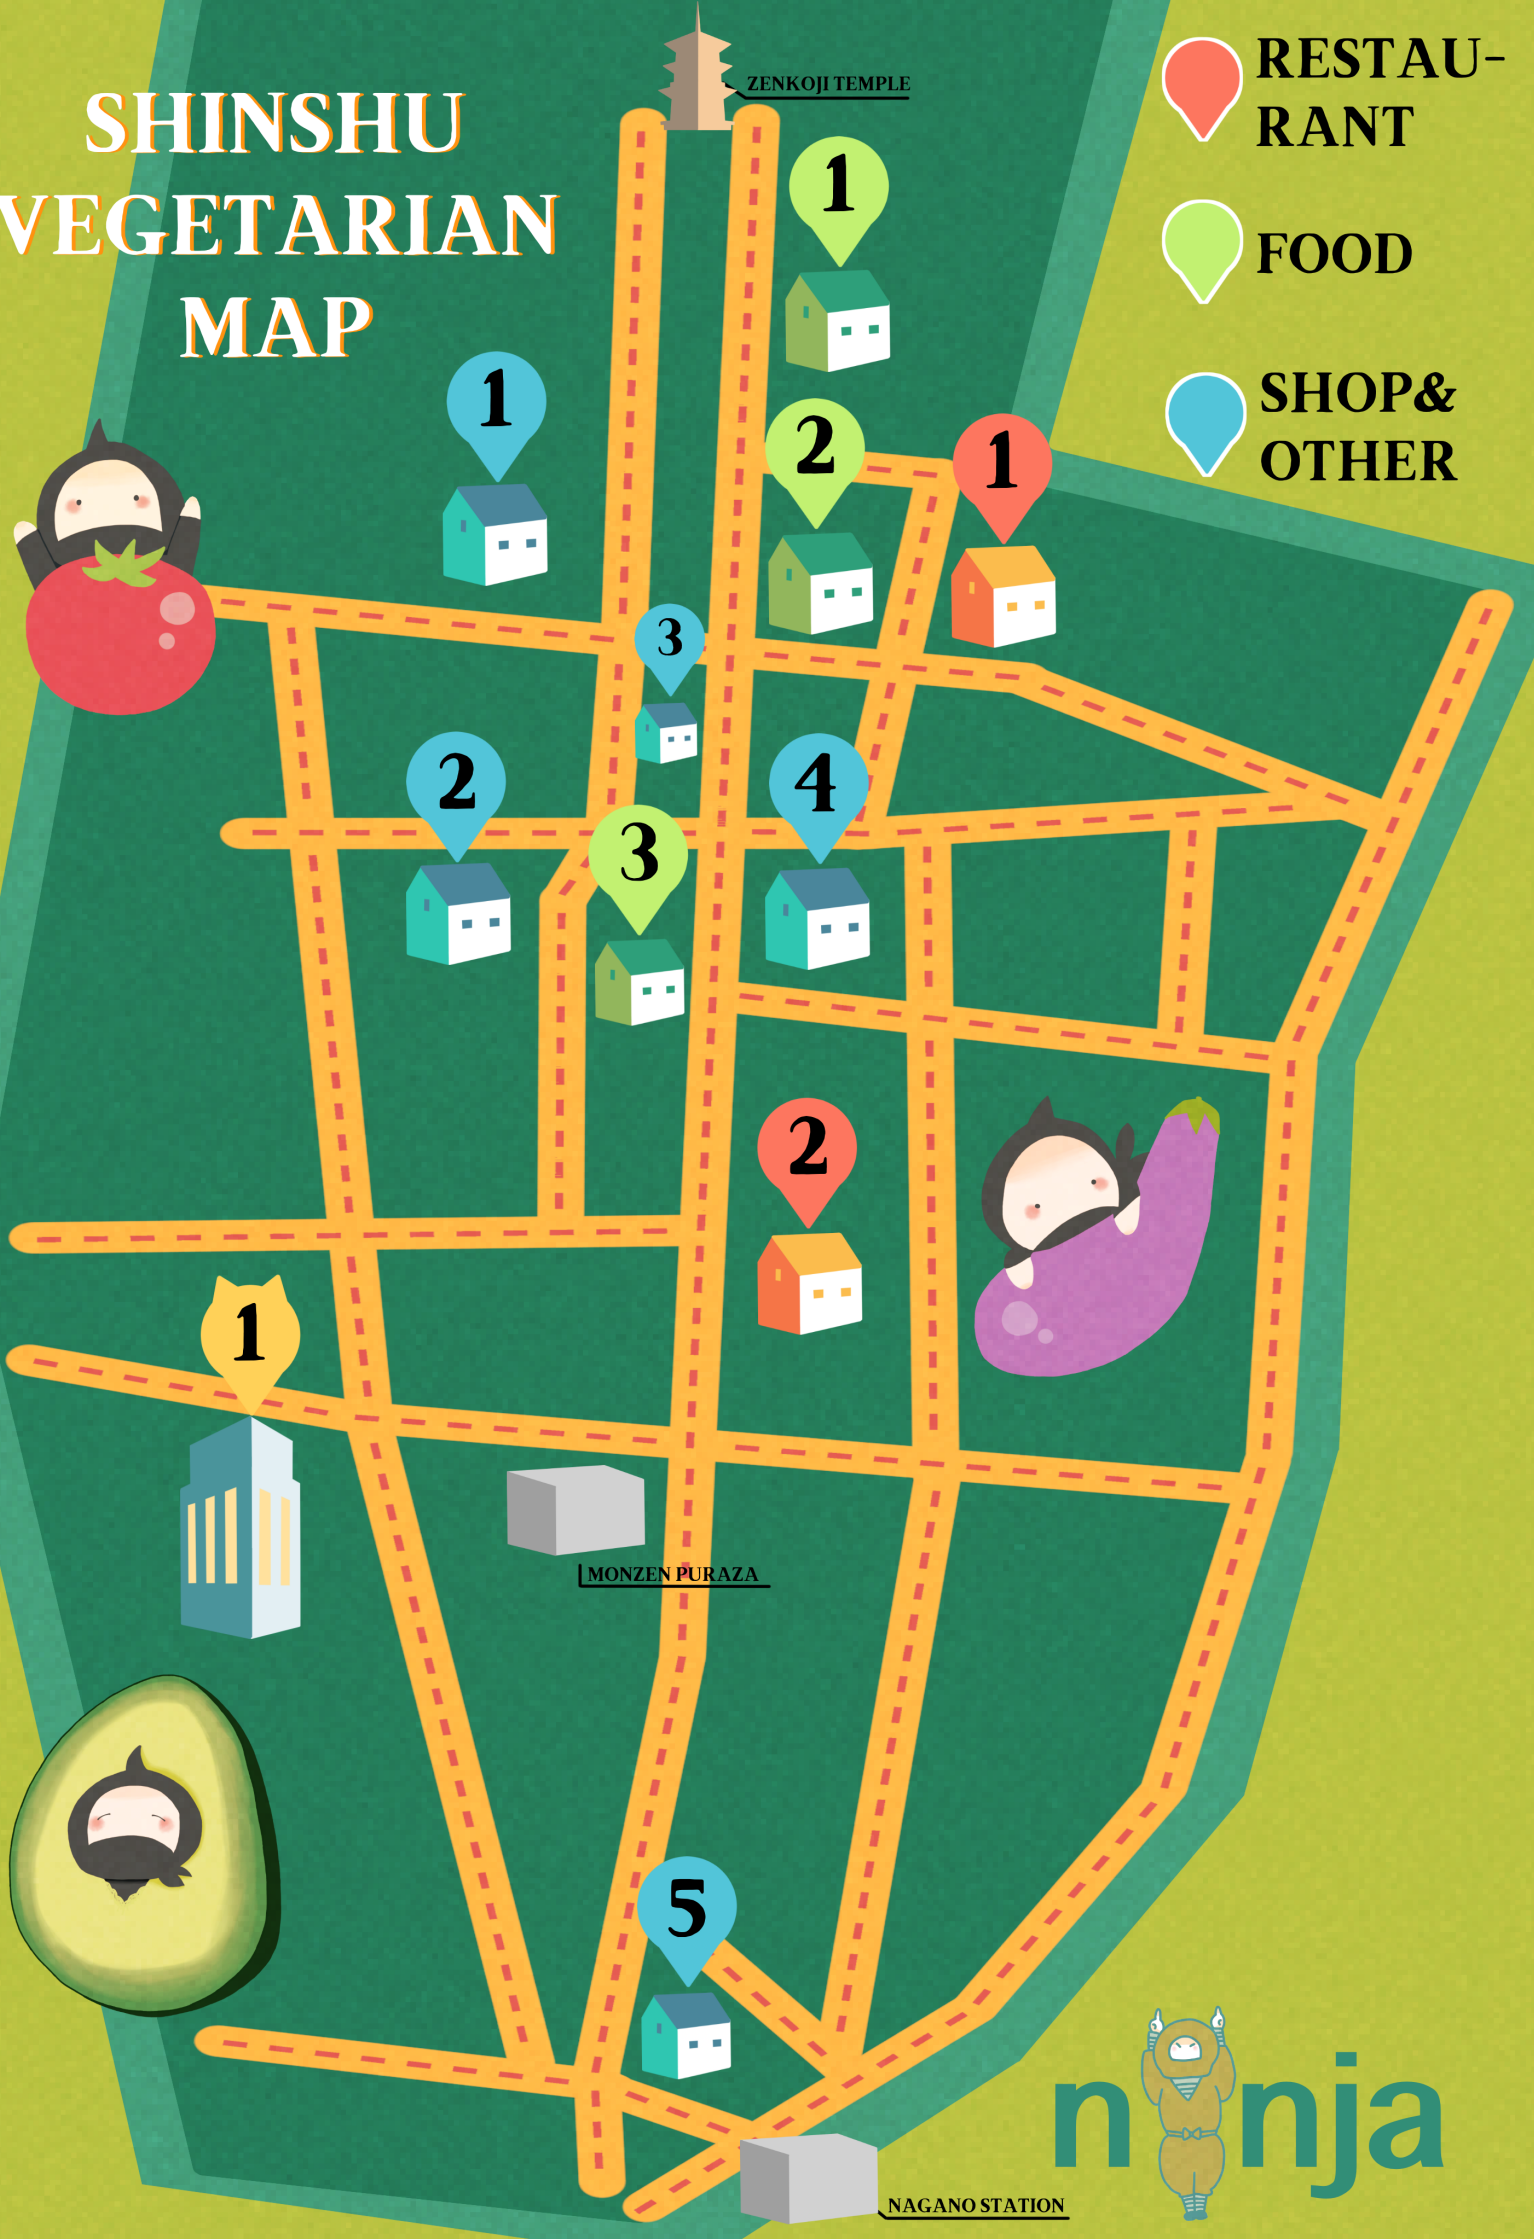 SHINSHU
VEGETARIAN
MAP
ZENKOJI TEMPLE
RESTAU-
RANT
FOOD
SHOP&
OTHER
1
1
2
1
3
2
4
3
2
1
MONZEN PURAZA
5
ninja
NAGANO STATION